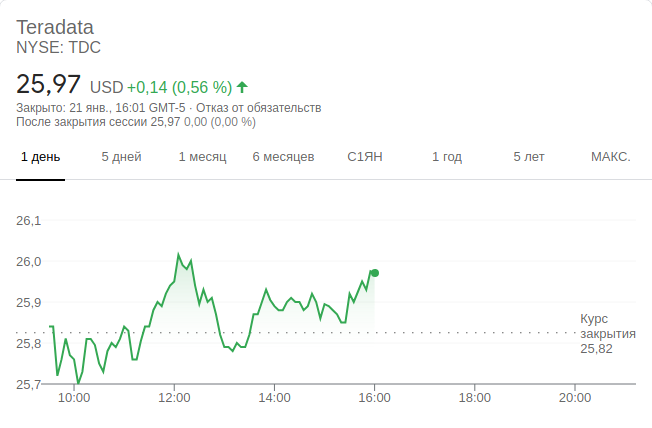 Teradata
NYSE: TDC
25,97 USD +0,14 (0,56 %)
Закрыто: 21 янв., 16:01 GMT-5 · Отказ от обязательств
После закрытия сессии 25,97 0,00 (0,00 %)
1 день 5 дней 1 месяц 6 месяцев С1ЯН 1 год 5 лет МАКС.
26,1
26,0
25,9
25,8
25,7
Курс
закрытия
25,82
10:00 12:00 14:00 16:00 18:00 20:00